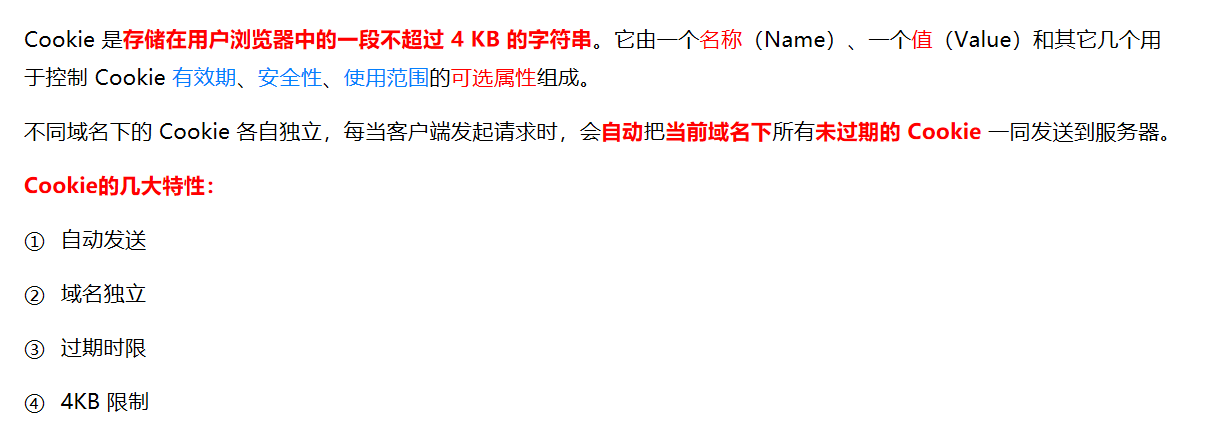 Cookie 是存储在用户浏览器中的一段不超过 4 KB 的字符串。它由一个名称（Name）、一个值（Value）和其它几个用
于控制 Cookie 有效期、安全性、使用范围的可选属性组成。
不同域名下的 Cookie 各自独立，每当客户端发起请求时，会自动把当前域名下所有未过期的 Cookie 一同发送到服务器。
Cookie的几大特性：
① 自动发送
② 域名独立
③ 过期时限
④ 4KB 限制